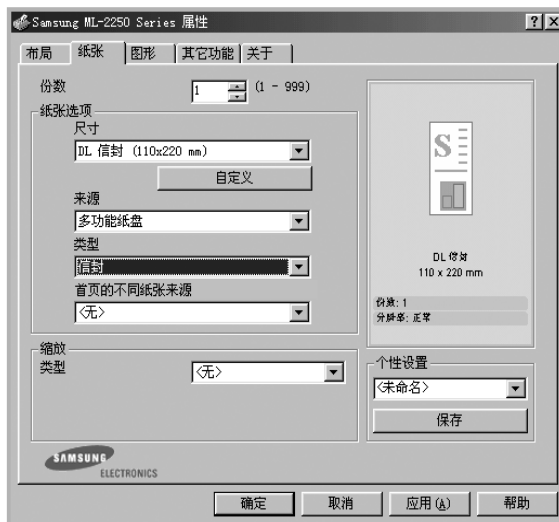 Samsung ML-2250 Series 属性
布局 纸张 图形 其它功能 关于
份数 1 (1 - 999)
纸张选项
尺寸
DL 信封 (110x220 mm)
自定义
来源
多功能纸盘
类型
信封
首页的不同纸张来源
<无>
缩放
类型 <无>
S
DL 信封
110 x 220 mm
份数: 1
分辨率: 正常
个性设置
<未命名>
保存
SAMSUNG
ELECTRONICS
确定 取消 应用(A) 帮助